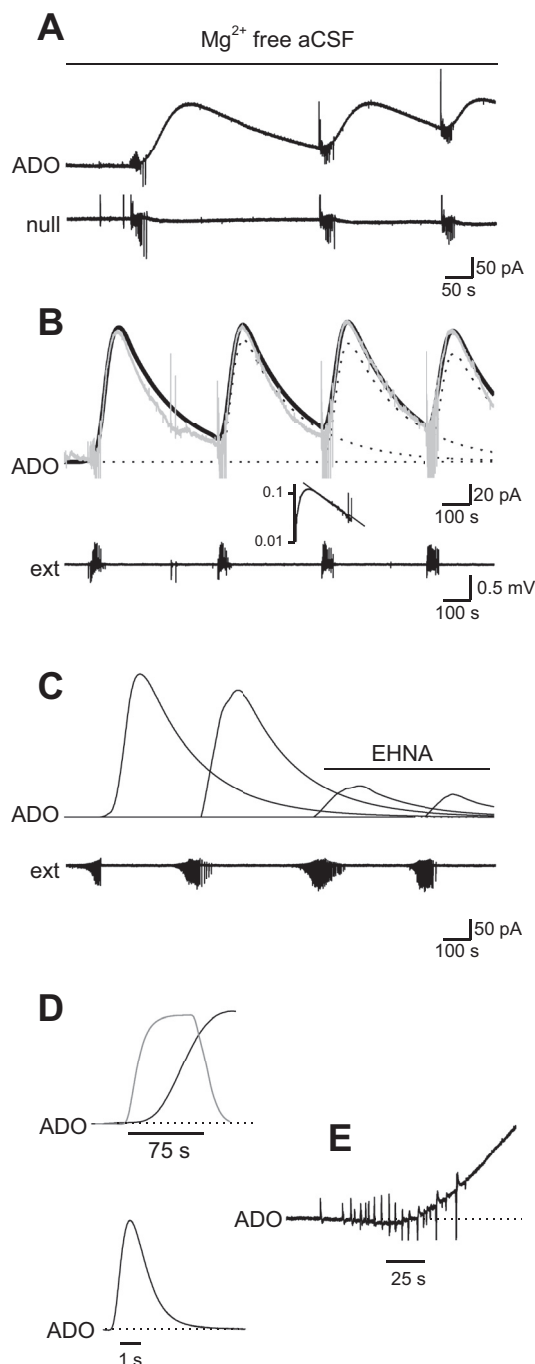 A
Mg2+ free aCSF
ADO
null
50 pA
50 s
B
ADO
20 pA
100 s
0.1
0.01
ext
0.5 mV
100 s
C
EHNA
ADO
ext
50 pA
100 s
D
ADO
75 s
E
ADO
25 s
ADO
1 s